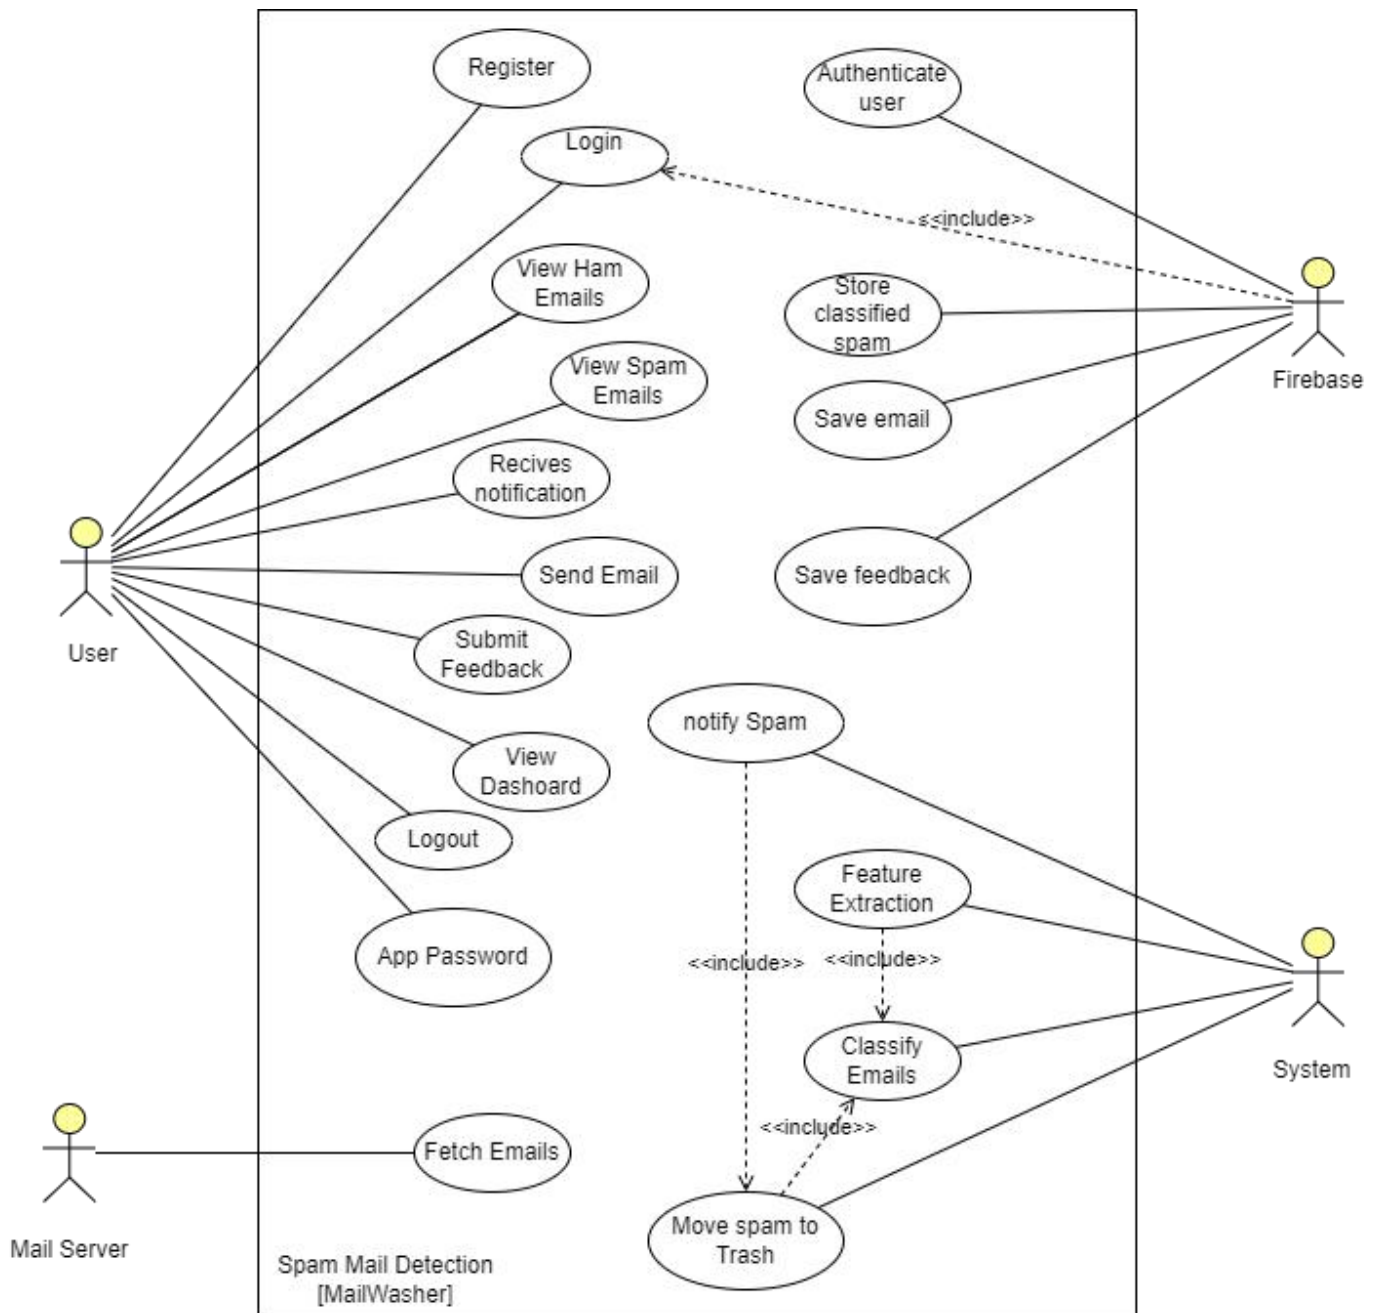 Register
Authenticate
user
Login
<<include>>
View Ham
Emails
Store
classified
spam
View Spam
Emails
Firebase
Save email
Recives
notification
Send Email
Save feedback
User
Submit
Feedback
notify Spam
View
Dashoard
Logout
Feature
Extraction
App Password
<<include>>
<<include>>
Classify
Emails
System
<<include>>
Fetch Emails
Mail Server
Move spam to
Trash
Spam Mail Detection
[MailWasher]